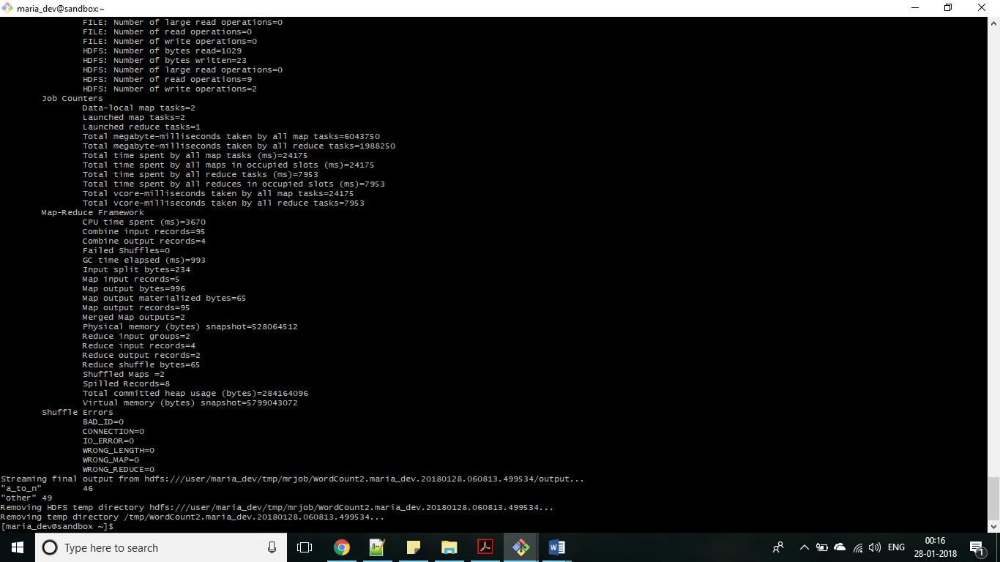 maria_dev@sandbox:~
FILE: Number of large read operations=0
FILE: Number of read operations=0
FILE: Number of write operations=0
HDFS: Number of bytes read=1029
HDFS: Number of bytes written=23
HDFS: Number of large read operations=0
HDFS: Number of read operations=9
HDFS: Number of write operations=2
Job Counters
Data-local map tasks=2
Launched map tasks=2
Launched reduce tasks=1
Total megabyte-milliseconds taken by all map tasks=6043750
Total megabyte-milliseconds taken by all reduce tasks=1988250
Total time spent by all map tasks (ms)=24175
Total time spent by all maps in occupied slots (ms)=24175
Total time spent by all reduce tasks (ms)=7953
Total time spent by all reduces in occupied slots (ms)=7953
Total vcore-milliseconds taken by all map tasks=24175
Total vcore-milliseconds taken by all reduce tasks=7953
Map-Reduce Framework
CPU time spent (ms)=3670
Combine input records=95
Combine output records=4
Failed Shuffles=0
GC time elapsed (ms)=993
Input split bytes=234
Map input records=5
Map output bytes=996
Map output materialized bytes=65
Map output records=95
Merged Map outputs=2
Physical memory (bytes) snapshot=528064512
Reduce input groups=2
Reduce input records=4
Reduce output records=2
Reduce shuffle bytes=65
Shuffled Maps =2
Spilled Records=8
Total committed heap usage (bytes)=284164096
Virtual memory (bytes) snapshot=5799043072
Shuffle Errors
BAD_ID=0
CONNECTION=0
IO_ERROR=0
WRONG_LENGTH=0
WRONG_MAP=0
WRONG_REDUCE=0
Streaming final output from hdfs:///user/maria_dev/tmp/mrjob/WordCount2.maria_dev.20180128.060813.499534/output...
"a_to_n" 46
"other" 49
Removing HDFS temp directory hdfs:///user/maria_dev/tmp/mrjob/WordCount2.maria_dev.20180128.060813.499534...
Removing temp directory /tmp/WordCount2.maria_dev.20180128.060813.499534...
[maria_dev@sandbox ~]$
Type here to search
ENG
00:16
28-01-2018
1